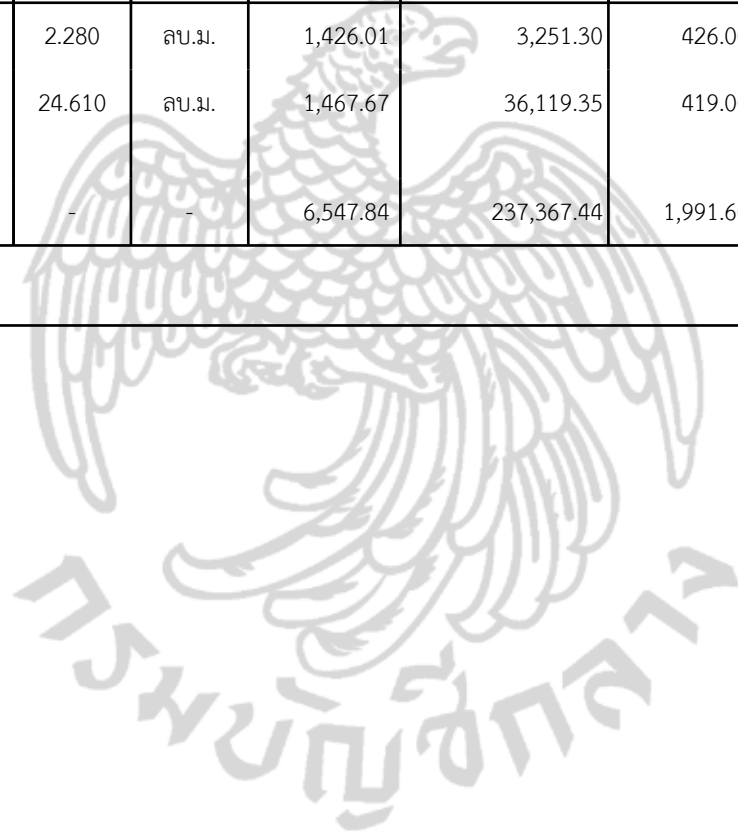 2.280 ลบ.ม. 1,426.01 3,251.30 426.0
24.610 ลบ.ม. 1,467.67 36,119.35 419.0
- - 6,547.84 237,367.44 1,991.6
กรมบัญชีกลาง